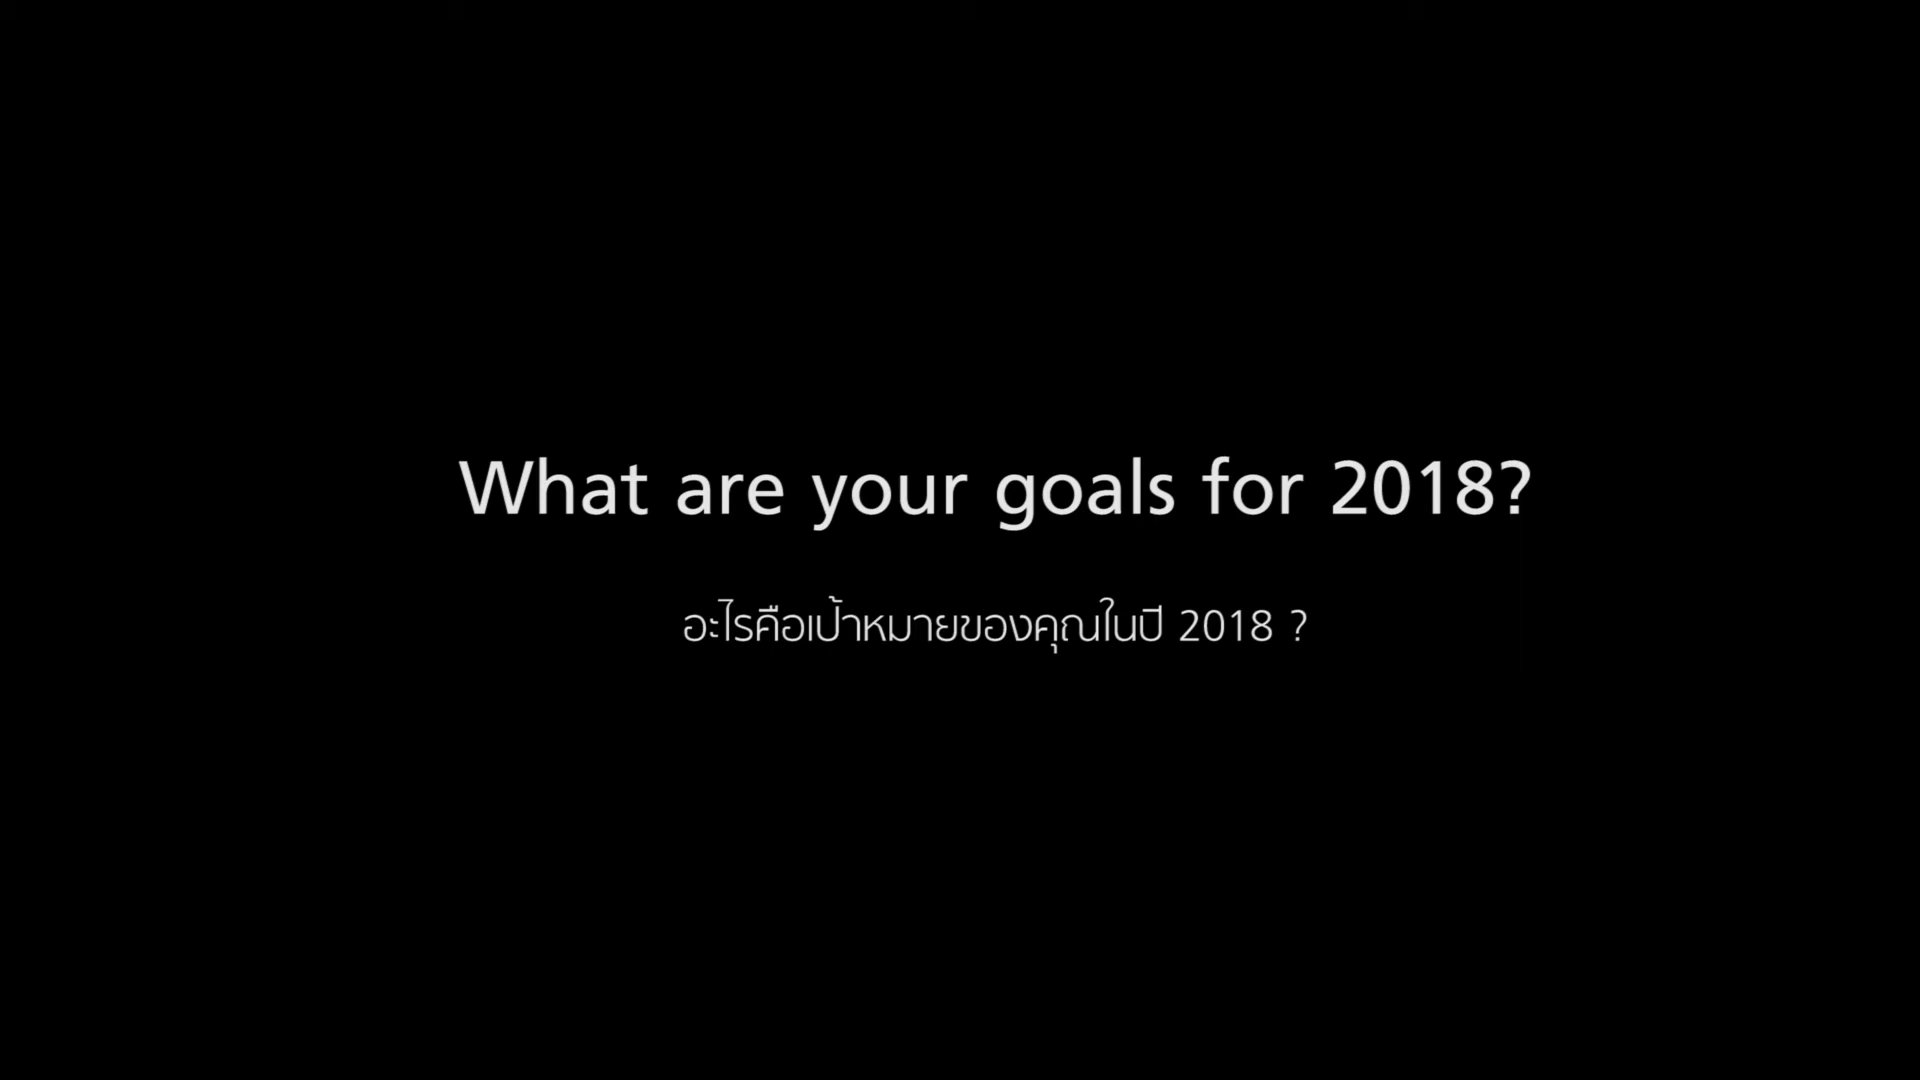 What are your goals for 2018?
อะไรคือเป้าหมายของคุณในปี 2018 ?